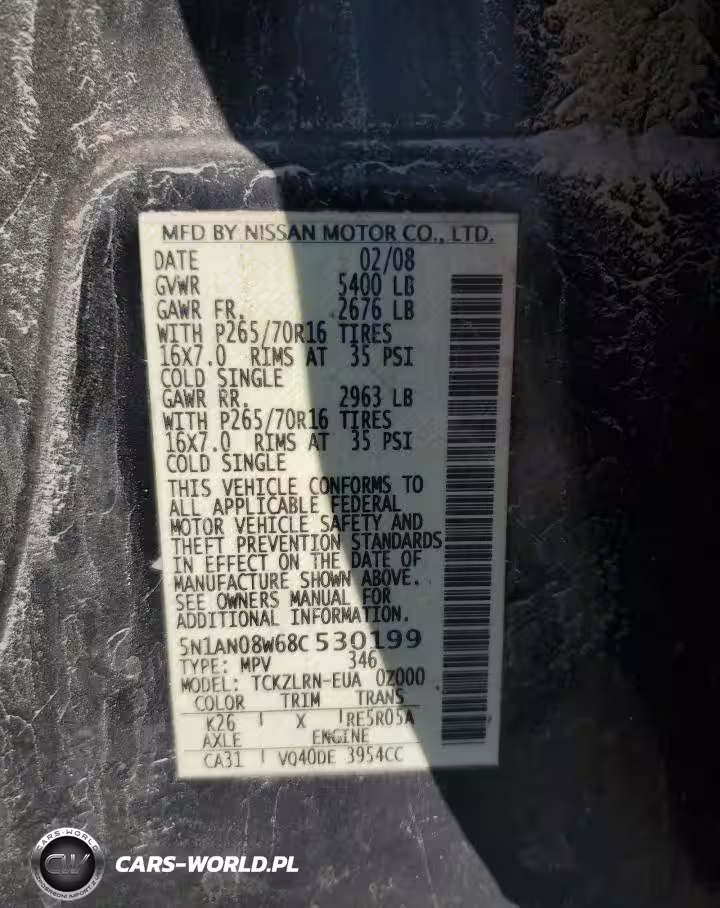 MFD BY NISSAN MOTOR CO., LTD.
DATE 02/08
GVWR 5400 LB
GAWR FR. 2676 LB
WITH P265/70R16 TIRES
16X7.0 RIMS AT 35 PSI
COLD SINGLE
GAWR RR. 2963 LB
WITH P265/70R16 TIRES
16X7.0 RIMS AT 35 PSI
COLD SINGLE
THIS VEHICLE CONFORMS TO
ALL APPLICABLE FEDERAL
MOTOR VEHICLE SAFETY AND
THEFT PREVENTION STANDARDS
IN EFFECT ON THE DATE OF
MANUFACTURE SHOWN ABOVE.
SEE OWNERS MANUAL FOR
ADDITIONAL INFORMATION.
5N1AN08W68C530199
TYPE: MPV 346
MODEL: TCKZLRN-EUA 0Z000
COLOR TRIM TRANS
K26 X RE5R05A
AXLE ENGINE
CA31 VQ40DE 3954CC
CARS-WORLD
CW
CARS-WORLD.PL